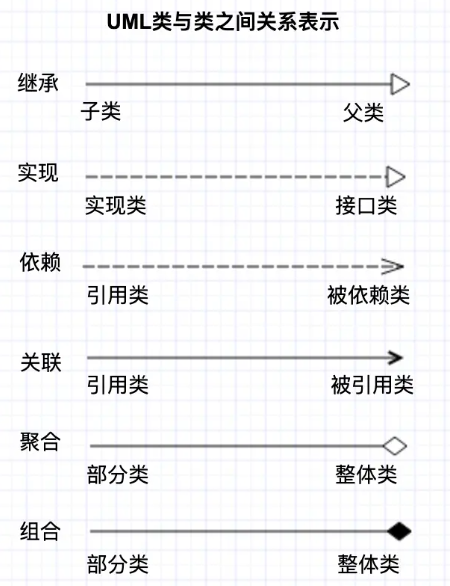 UML类与类之间关系表示
继承
子类 父类
实现
实现类 接口类
依赖
引用类 被依赖类
关联
引用类 被引用类
聚合
部分类 整体类
组合
部分类 整体类